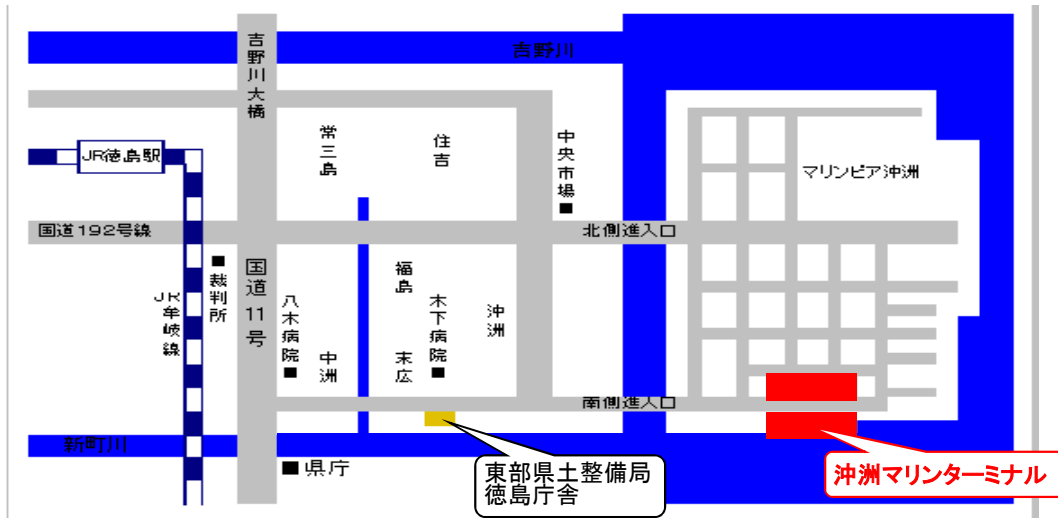 吉野川大橋
吉野川
JR徳島駅
常三島
住吉
中央市場
マリンピア沖洲
国道192号線
北側進入口
裁判所
国道11号
JR牟岐線
八木病院
中洲
福島
末広
木下病院
沖洲
南側進入口
新町川
県庁
東部県土整備局
徳島庁舎
沖洲マリンターミナル